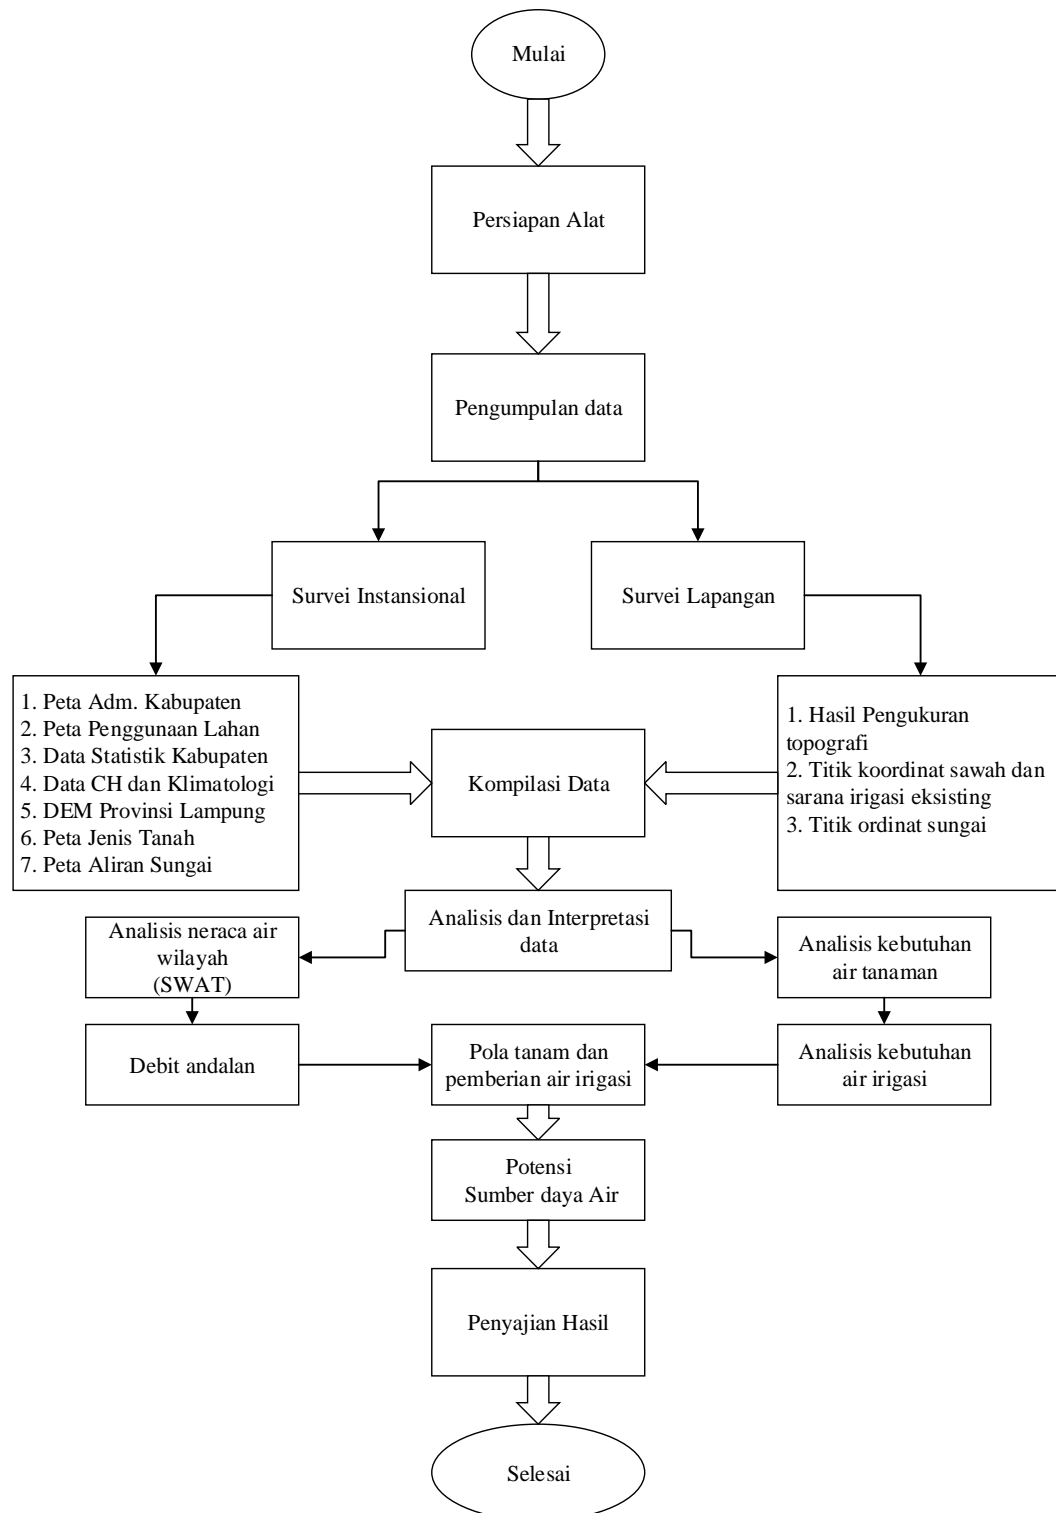 Mulai
Persiapan Alat
Pengumpulan data
Survei Instansional
Survei Lapangan
1. Peta Adm. Kabupaten
2. Peta Penggunaan Lahan
3. Data Statistik Kabupaten
4. Data CH dan Klimatologi
5. DEM Provinsi Lampung
6. Peta Jenis Tanah
7. Peta Aliran Sungai
Kompilasi Data
1. Hasil Pengukuran
topografi
2. Titik koordinat sawah dan
sarana irigasi eksisting
3. Titik ordinat sungai
Analisis dan Interpretasi
data
Analisis neraca air
wilayah
(SWAT)
Analisis kebutuhan
air tanaman
Debit andalan
Pola tanam dan
pemberian air irigasi
Analisis kebutuhan
air irigasi
Potensi
Sumber daya Air
Penyajian Hasil
Selesai